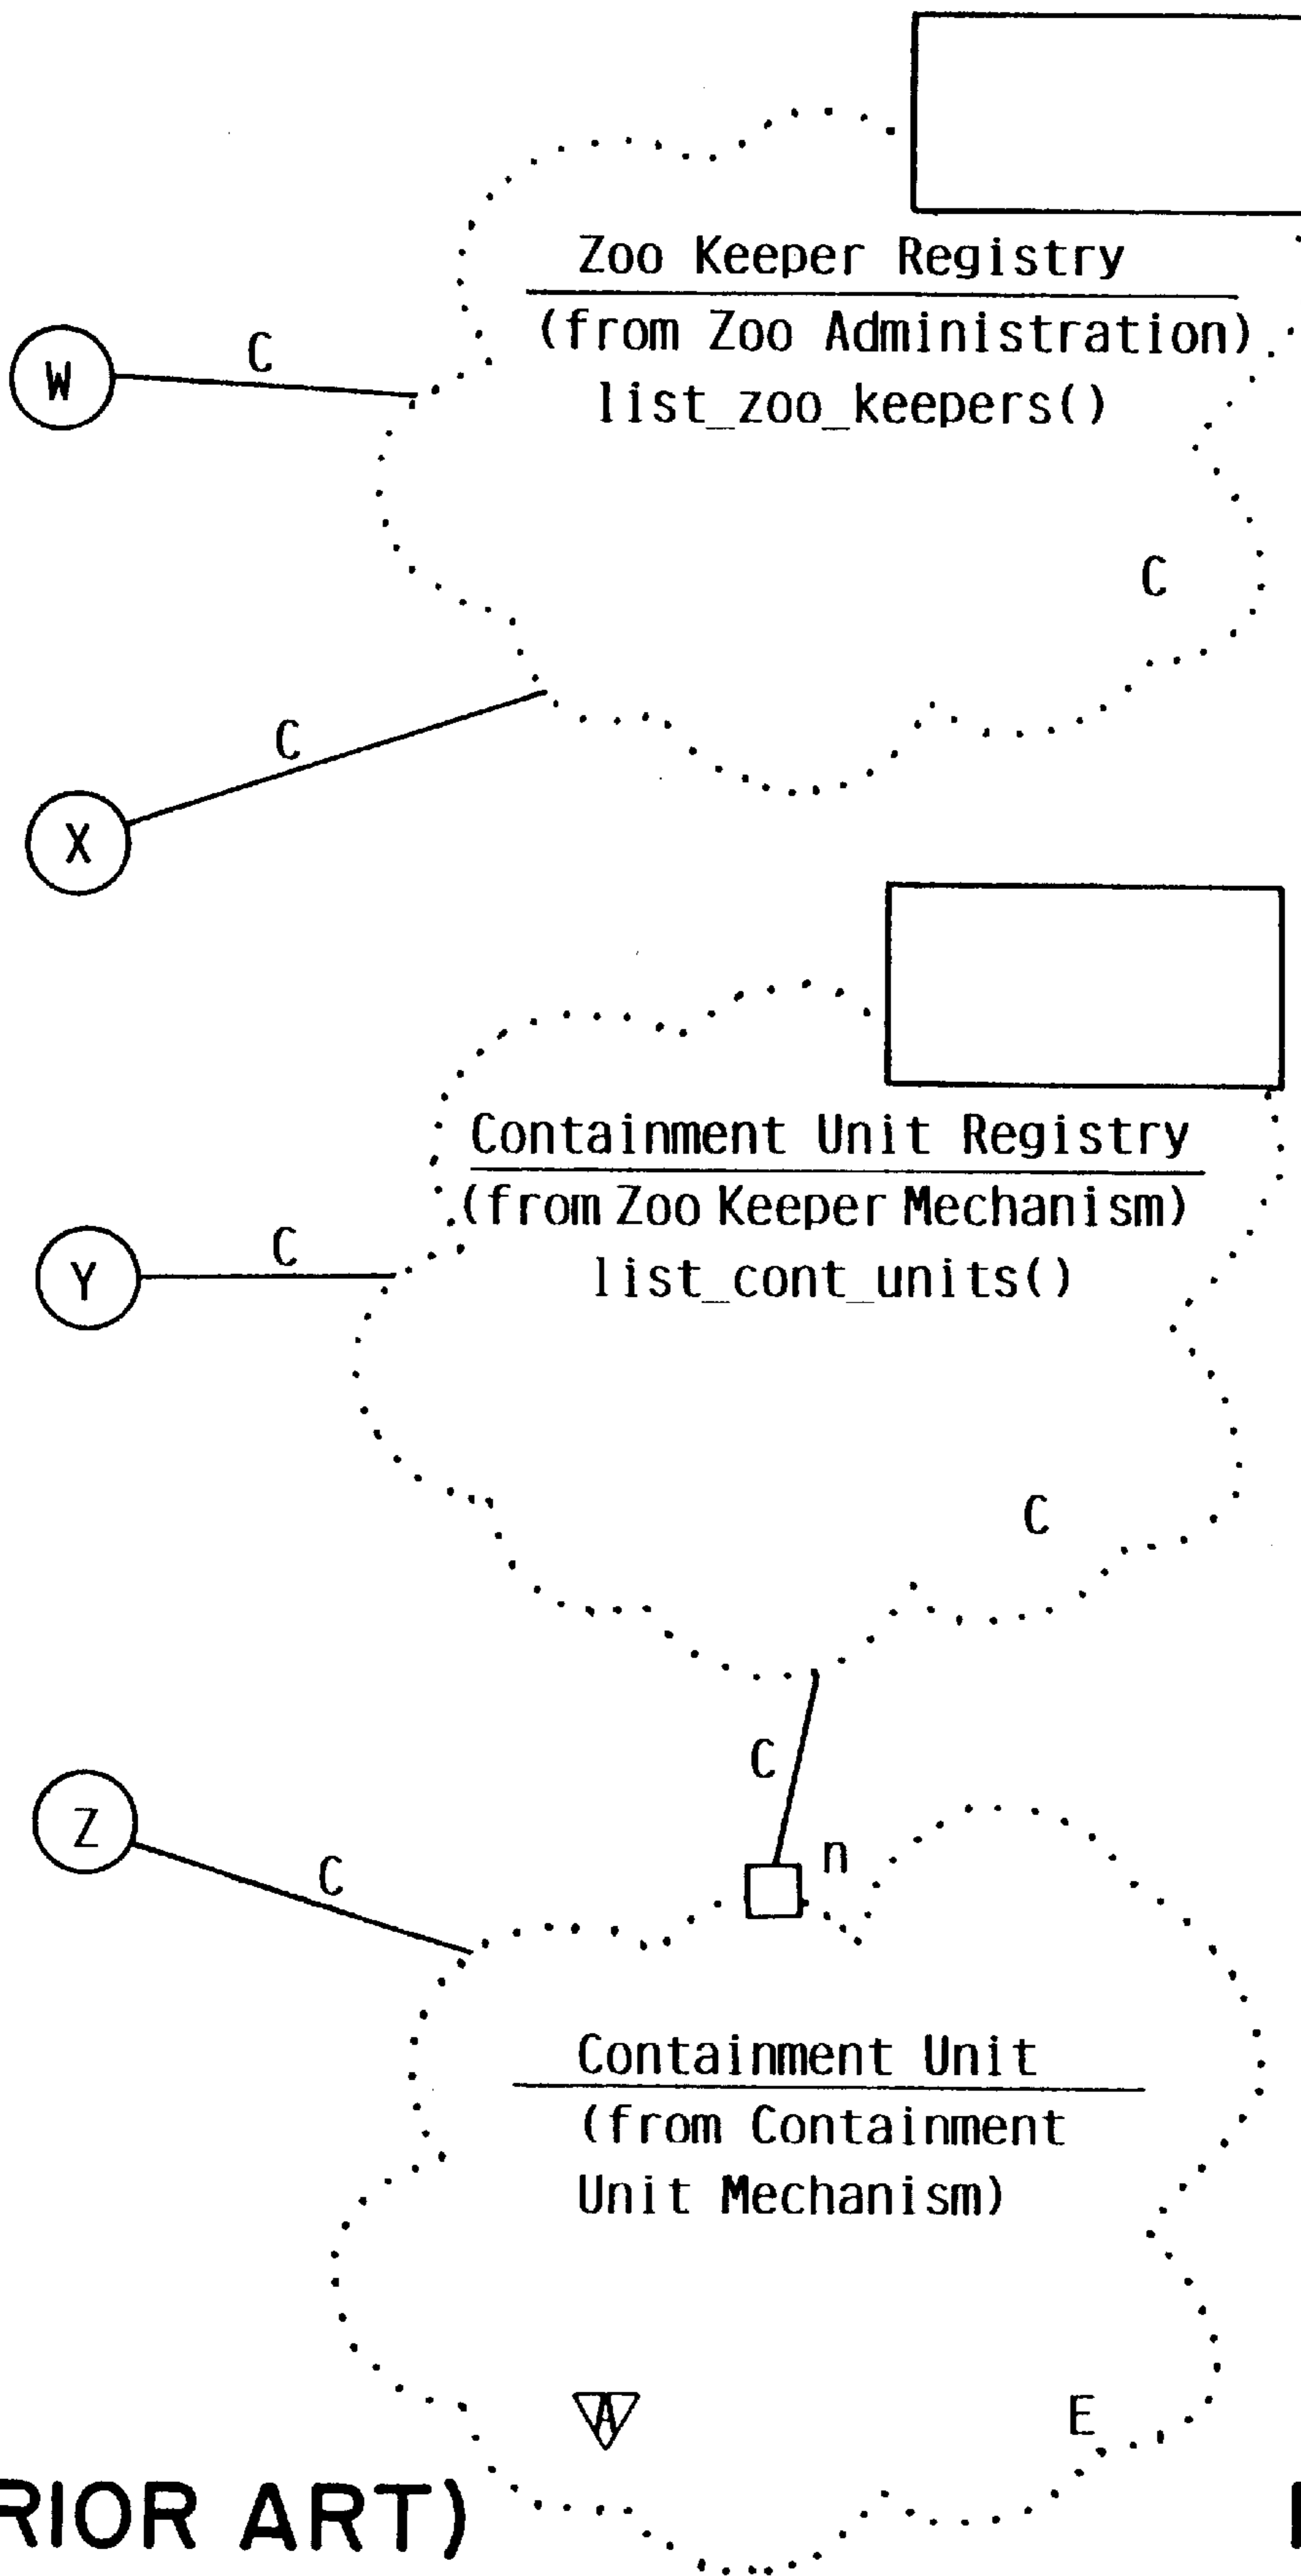 Zoo Keeper Registry
(from Zoo Administration)
W
C
list_zoo_keepers()
C
C
X
Containment Unit Registry
(from Zoo Keeper Mechanism)
Y
C
list_cont_units()
C
C
Z
C
n
Containment Unit
(from Containment
Unit Mechanism)
A
E
RIOR ART)